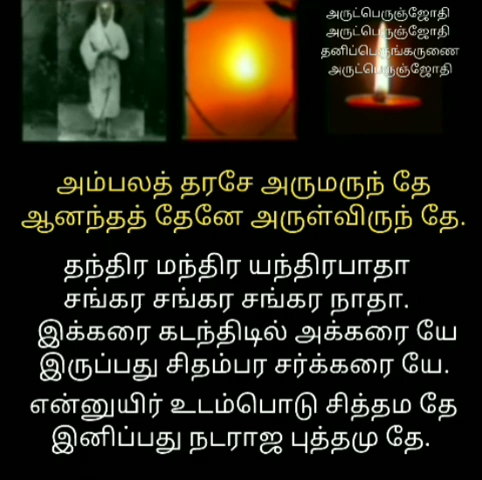 அருட்பெருஞ்ஜோதி
அருட்பெருஞ்ஜோதி
தனிப்பெருங்கருணை
அருட்பெருஞ்ஜோதி
அம்பலத் தரசே அருமருந் தே
ஆனந்தத் தேனே அருள்விருந் தே.
தந்திர மந்திர யந்திரபாதா
சங்கர சங்கர சங்கர நாதா.
இக்கரை கடந்திடில் அக்கரை யே
இருப்பது சிதம்பர சர்க்கரை யே.
என்னுயிர் உடம்பொடு சித்தம தே
இனிப்பது நடராஜ புத்தமு தே.